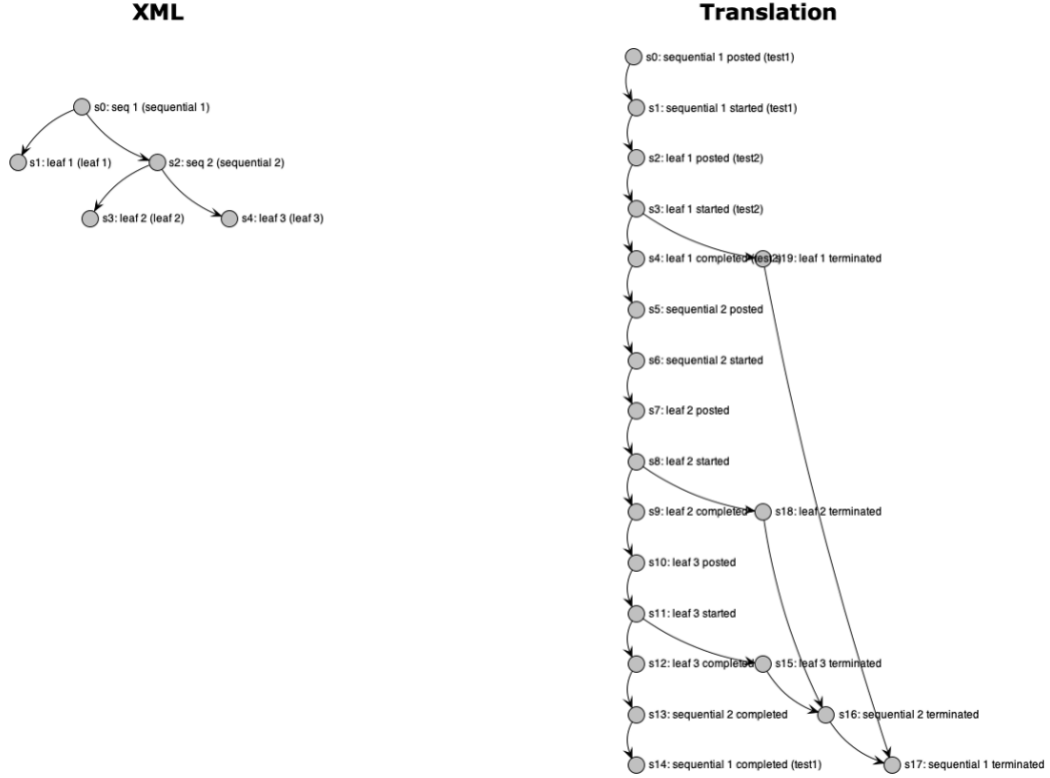 XML
Translation
s0: seq 1 (sequential 1)
s1: leaf 1 (leaf 1)
s2: seq 2 (sequential 2)
s3: leaf 2 (leaf 2)
s4: leaf 3 (leaf 3)
s0: sequential 1 posted (test1)
s1: sequential 1 started (test1)
s2: leaf 1 posted (test2)
s3: leaf 1 started (test2)
s4: leaf 1 completed (test2)
s19: leaf 1 terminated
s5: sequential 2 posted
s6: sequential 2 started
s7: leaf 2 posted
s8: leaf 2 started
s9: leaf 2 completed
s18: leaf 2 terminated
s10: leaf 3 posted
s11: leaf 3 started
s12: leaf 3 completed
s15: leaf 3 terminated
s13: sequential 2 completed
s16: sequential 2 terminated
s14: sequential 1 completed (test1)
s17: sequential 1 terminated